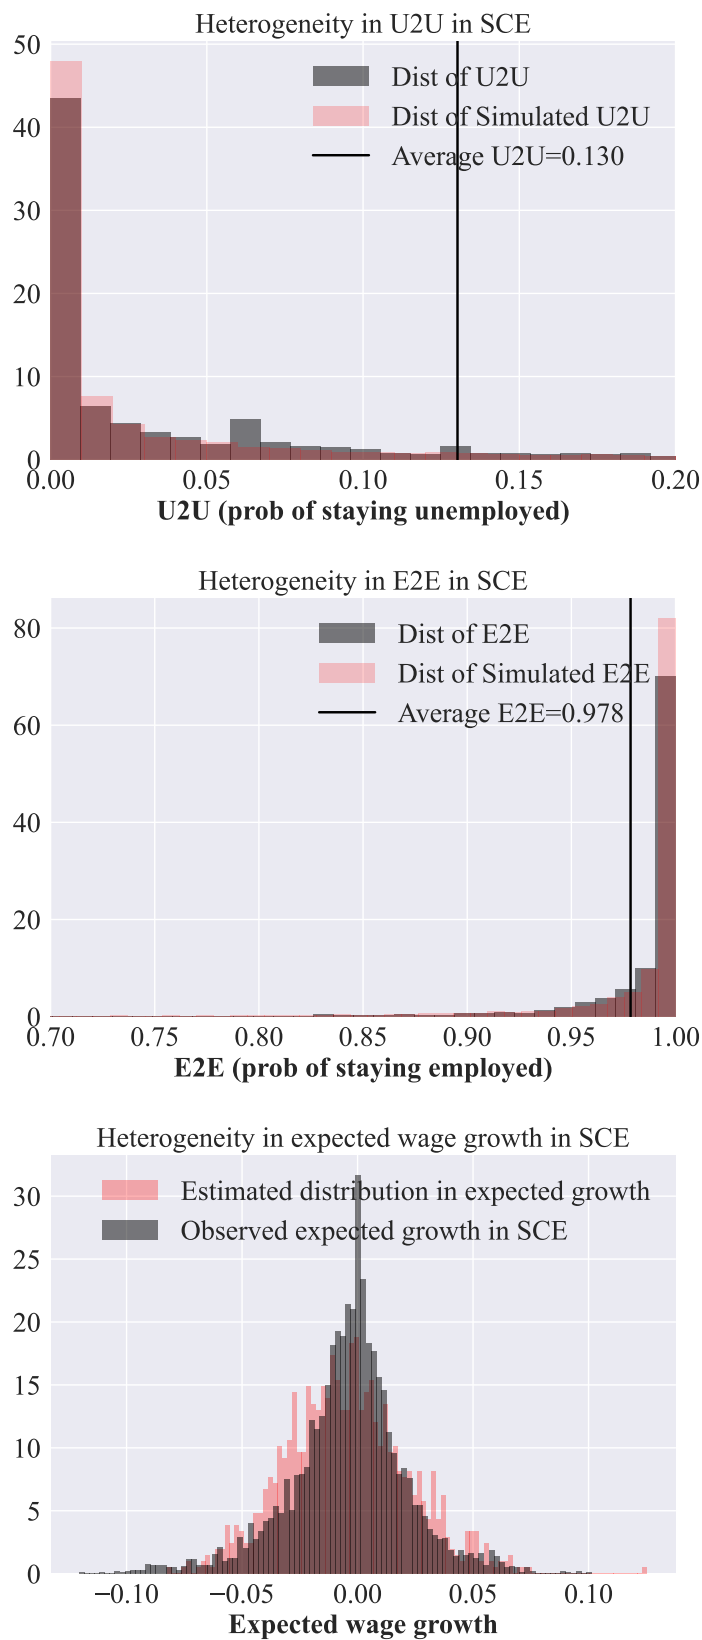 Heterogeneity in U2U in SCE
50
40
30
20
10
0
Dist of U2U
Dist of Simulated U2U
Average U2U=0.130
0.00 0.05 0.10 0.15 0.20
U2U (prob of staying unemployed)
Heterogeneity in E2E in SCE
80
60
40
20
0
Dist of E2E
Dist of Simulated E2E
Average E2E=0.978
0.70 0.75 0.80 0.85 0.90 0.95 1.00
E2E (prob of staying employed)
Heterogeneity in expected wage growth in SCE
30
25
20
15
10
5
0
Estimated distribution in expected growth
Observed expected growth in SCE
−0.10 −0.05 0.00 0.05 0.10
Expected wage growth